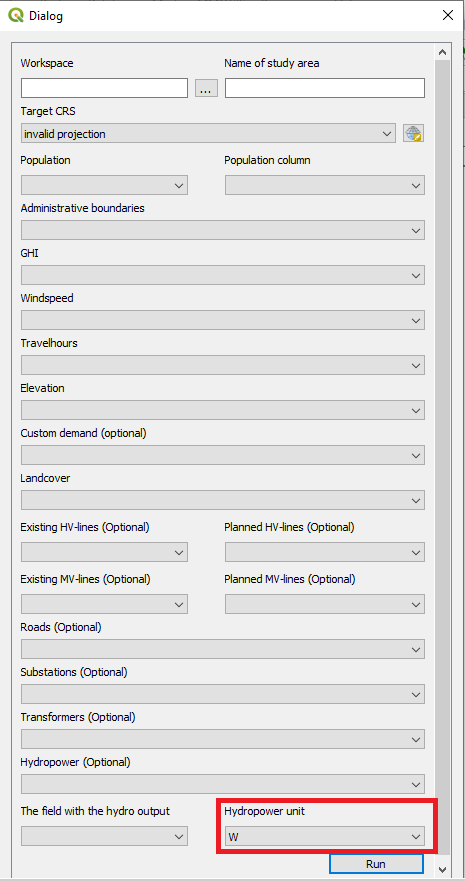 Dialog
Workspace Name of study area
...
Target CRS
invalid projection
Population Population column
Administrative boundaries
GHI
Windspeed
Travelhours
Elevation
Custom demand (optional)
Landcover
Existing HV-lines (Optional) Planned HV-lines (Optional)
Existing MV-lines (Optional) Planned MV-lines (Optional)
Roads (Optional)
Substations (Optional)
Transformers (Optional)
Hydropower (Optional)
The field with the hydro output Hydropower unit
W
Run